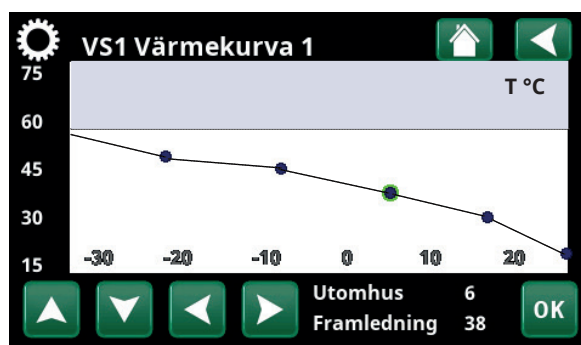 VS1 Värmekurva 1
75
T °C
60
45
30
-30 -20 -10 0 10 20
15
Utomhus 6
Framledning 38
OK